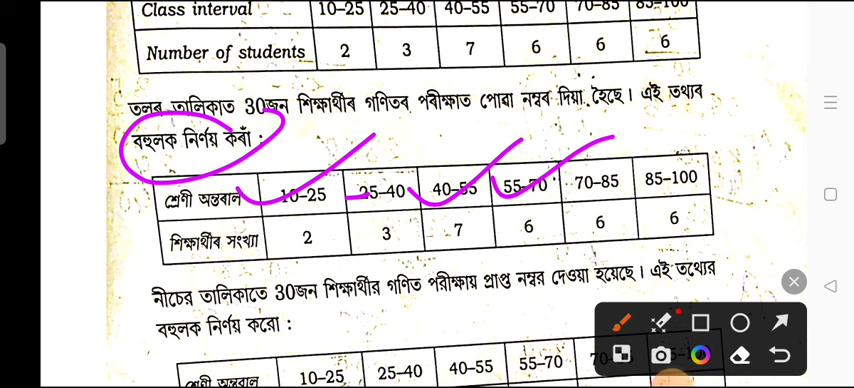 Class interval 10–25 25–40 40–55 55–70 70–85 85–100
Number of students 2 3 7 6 6 6
তলৰ তালিকাত 30জন শিক্ষাৰ্থীৰ গণিতৰ পৰীক্ষাত পোৱা নম্বৰ দিয়া হৈছে। এই তথ্যৰ
বহুলক নিৰ্ণয় কৰাঁ :
শ্ৰেণী অন্তৰাল 10–25 25–40 40–55 55–70 70–85 85–100
শিক্ষাৰ্থীৰ সংখ্যা 2 3 7 6 6 6
নীচের তালিকাতে 30জন শিক্ষার্থীর গণিত পরীক্ষায় প্রাপ্ত নম্বর দেওয়া হয়েছে। এই তথ্যের
বহুলক নির্ণয় করো :
শ্রেণী অন্তরাল 10–25 25–40 40–55 55–70